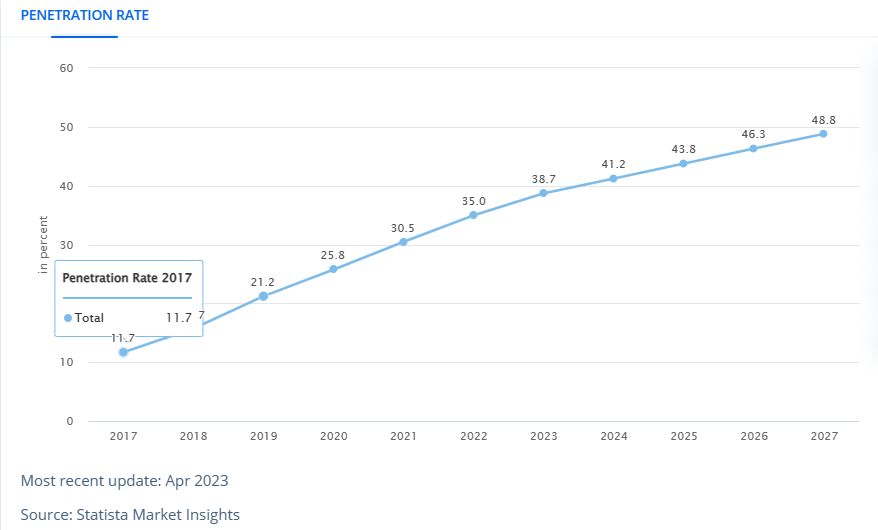 PENETRATION RATE
60
50
40
30
10
0
in percent
48.8
46.3
43.8
41.2
38.7
35.0
30.5
25.8
21.2
Penetration Rate 2017
Total 11.7
7
11.7
2017 2018 2019 2020 2021 2022 2023 2024 2025 2026 2027
Most recent update: Apr 2023
Source: Statista Market Insights